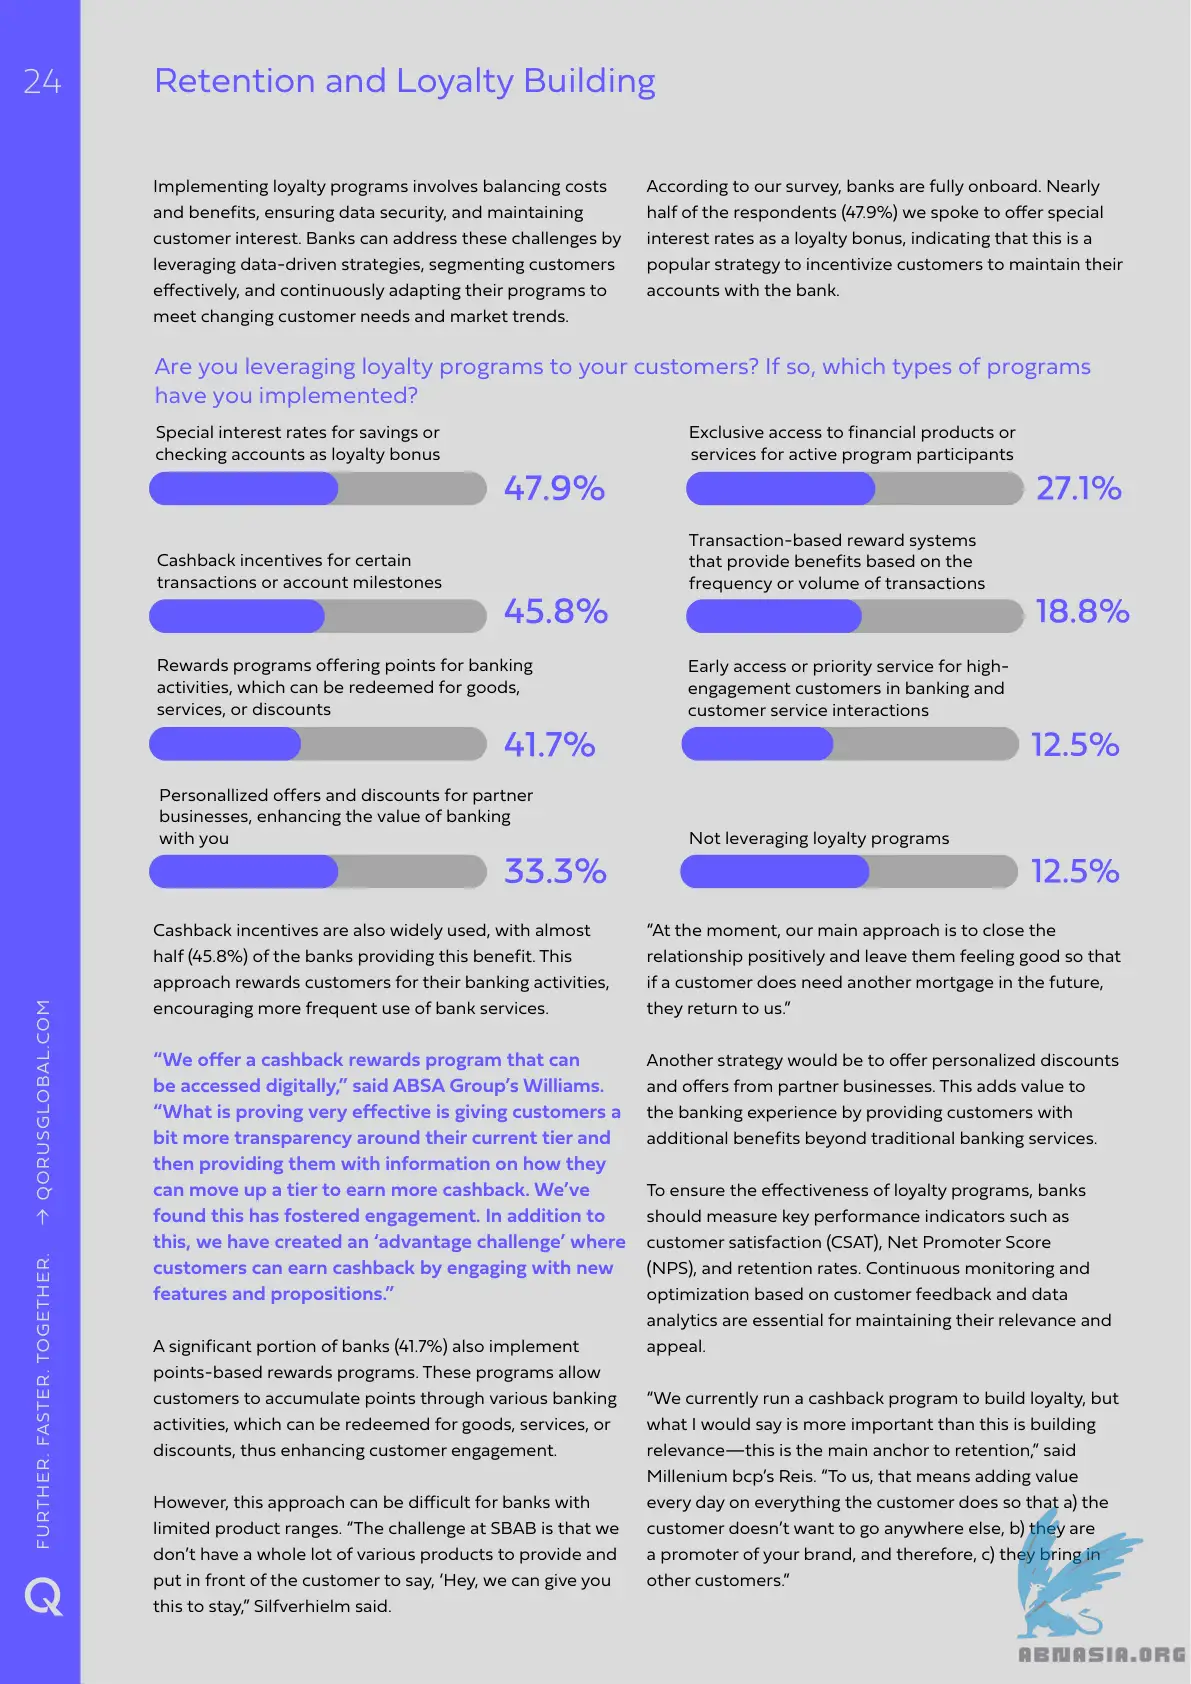 24
Retention and Loyalty Building
Implementing loyalty programs involves balancing costs
and benefits, ensuring data security, and maintaining
customer interest. Banks can address these challenges by
leveraging data-driven strategies, segmenting customers
effectively, and continuously adapting their programs to
meet changing customer needs and market trends.
According to our survey, banks are fully onboard. Nearly
half of the respondents (47.9%) we spoke to offer special
interest rates as a loyalty bonus, indicating that this is a
popular strategy to incentivize customers to maintain their
accounts with the bank.
Are you leveraging loyalty programs to your customers? If so, which types of programs
have you implemented?
Special interest rates for savings or
checking accounts as loyalty bonus
47.9%
Cashback incentives for certain
transactions or account milestones
45.8%
Rewards programs offering points for banking
activities, which can be redeemed for goods,
services, or discounts
41.7%
Personallized offers and discounts for partner
businesses, enhancing the value of banking
with you
33.3%
Exclusive access to financial products or
services for active program participants
27.1%
Transaction-based reward systems
that provide benefits based on the
frequency or volume of transactions
18.8%
Early access or priority service for high-
engagement customers in banking and
customer service interactions
12.5%
Not leveraging loyalty programs
12.5%
Cashback incentives are also widely used, with almost
half (45.8%) of the banks providing this benefit. This
approach rewards customers for their banking activities,
encouraging more frequent use of bank services.
“We offer a cashback rewards program that can
be accessed digitally,” said ABSA Group’s Williams.
“What is proving very effective is giving customers a
bit more transparency around their current tier and
then providing them with information on how they
can move up a tier to earn more cashback. We’ve
found this has fostered engagement. In addition to
this, we have created an ‘advantage challenge’ where
customers can earn cashback by engaging with new
features and propositions.”
A significant portion of banks (41.7%) also implement
points-based rewards programs. These programs allow
customers to accumulate points through various banking
activities, which can be redeemed for goods, services, or
discounts, thus enhancing customer engagement.
However, this approach can be difficult for banks with
limited product ranges. “The challenge at SBAB is that we
don’t have a whole lot of various products to provide and
put in front of the customer to say, ‘Hey, we can give you
this to stay,” Silfverhielm said.
“At the moment, our main approach is to close the
relationship positively and leave them feeling good so that
if a customer does need another mortgage in the future,
they return to us.”
Another strategy would be to offer personalized discounts
and offers from partner businesses. This adds value to
the banking experience by providing customers with
additional benefits beyond traditional banking services.
To ensure the effectiveness of loyalty programs, banks
should measure key performance indicators such as
customer satisfaction (CSAT), Net Promoter Score
(NPS), and retention rates. Continuous monitoring and
optimization based on customer feedback and data
analytics are essential for maintaining their relevance and
appeal.
“We currently run a cashback program to build loyalty, but
what I would say is more important than this is building
relevance—this is the main anchor to retention,” said
Millenium bcp’s Reis. “To us, that means adding value
every day on everything the customer does so that a) the
customer doesn’t want to go anywhere else, b) they are
a promoter of your brand, and therefore, c) they bring in
other customers.”
FURTHER. FASTER. TOGETHER. → QORUSGLOBAL.COM
Q
ABNASIA.ORG